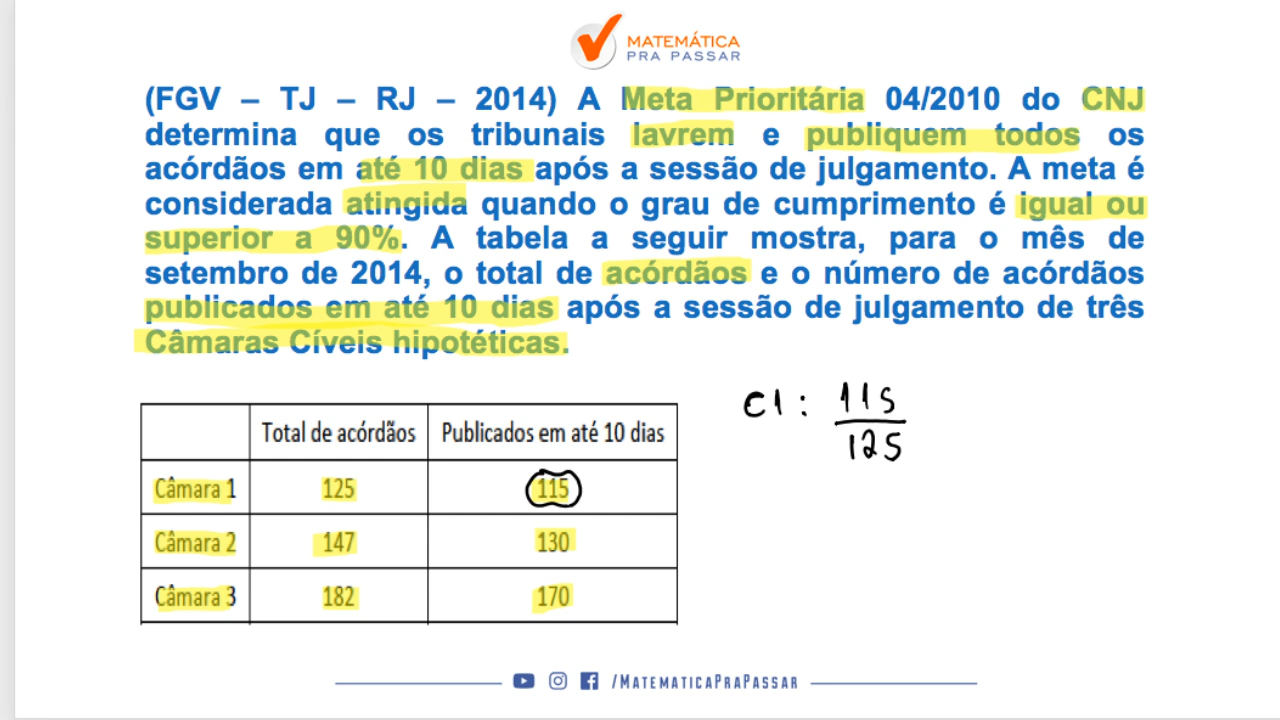 MATEMÁTICA
PRA PASSAR
(FGV – TJ – RJ – 2014) A Meta Prioritária 04/2010 do CNJ
determina que os tribunais lavrem e publiquem todos os
acórdãos em até 10 dias após a sessão de julgamento. A meta é
considerada atingida quando o grau de cumprimento é igual ou
superior a 90%. A tabela a seguir mostra, para o mês de
setembro de 2014, o total de acórdãos e o número de acórdãos
publicados em até 10 dias após a sessão de julgamento de três
Câmaras Cíveis hipotéticas.
Total de acórdãos Publicados em até 10 dias
Câmara 1 125 115
Câmara 2 147 130
Câmara 3 182 170
C1: 115
125
/MATEMATICAPRAPASSAR